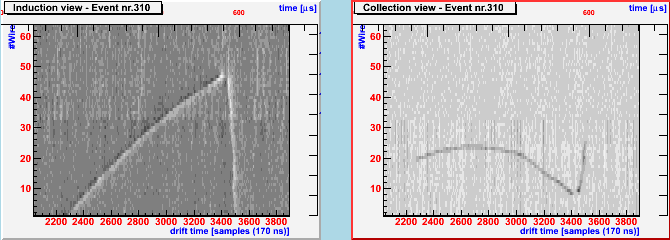 Induction view - Event nr.310
600
time [µs]
#Wire
60
50
40
30
20
10
2200 2400 2600 2800 3000 3200 3400 3600 3800
drift time [samples (170 ns)]
Collection view - Event nr.310
600
time [µs]
#Wire
60
50
40
30
20
10
2200 2400 2600 2800 3000 3200 3400 3600 3800
drift time [samples (170 ns)]